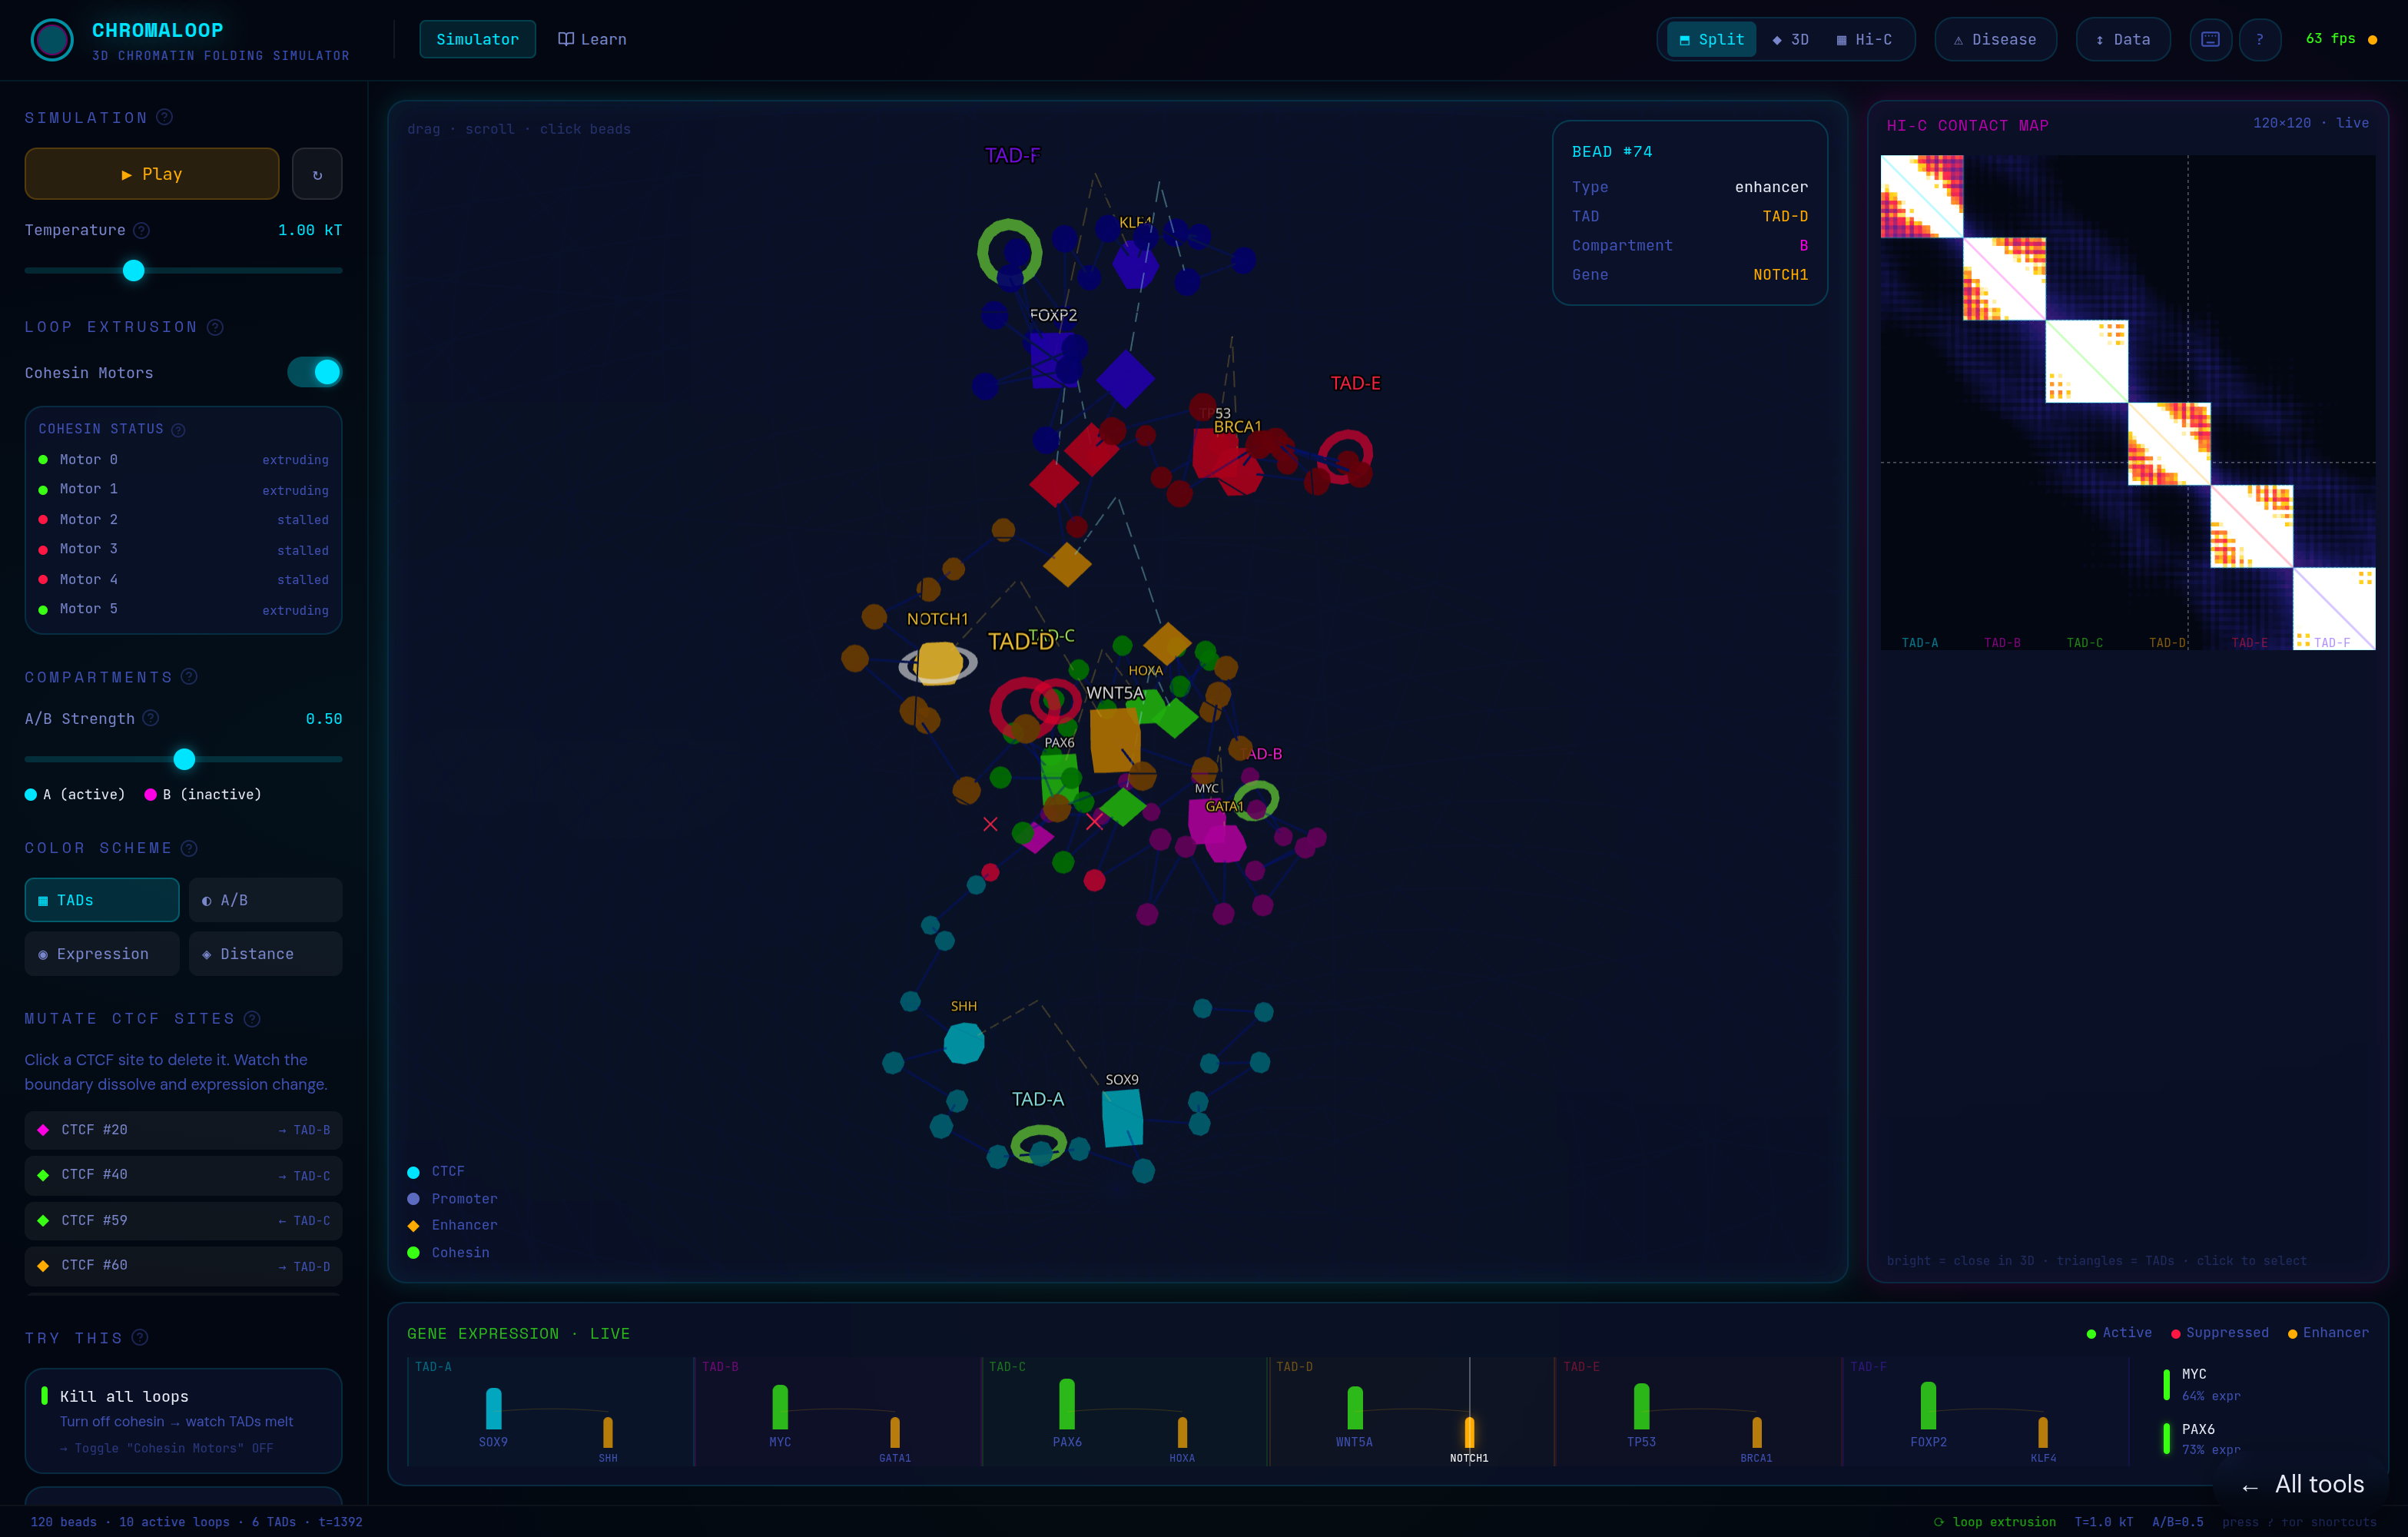 CHROMALOOP
3D CHROMATIN FOLDING SIMULATOR
Simulator
Learn
Split
3D
Hi-C
Disease
Data
?
63 fps
SIMULATION ?
▶ Play
↻
Temperature ? 1.00 kT
LOOP EXTRUSION ?
Cohesin Motors
COHESIN STATUS ?
Motor 0 extruding
Motor 1 extruding
Motor 2 stalled
Motor 3 stalled
Motor 4 stalled
Motor 5 extruding
COMPARTMENTS ?
A/B Strength ? 0.50
A (active) B (inactive)
COLOR SCHEME ?
TADs
A/B
Expression
Distance
MUTATE CTCF SITES ?
Click a CTCF site to delete it. Watch the
boundary dissolve and expression change.
CTCF #20 → TAD-B
CTCF #40 → TAD-C
CTCF #59 ← TAD-C
CTCF #60 → TAD-D
TRY THIS ?
Kill all loops
Turn off cohesin → watch TADs melt
→ Toggle "Cohesin Motors" OFF
drag · scroll · click beads
TAD-F
KLF4
FOXP2
TAD-E
TP53
BRCA1
NOTCH1
TAD-D
TAD-C
HOXA
WNT5A
PAX6
TAD-B
MYC
GATA1
SHH
SOX9
TAD-A
BEAD #74
Type enhancer
TAD TAD-D
Compartment B
Gene NOTCH1
CTCF
Promoter
Enhancer
Cohesin
HI-C CONTACT MAP 120×120 · live
TAD-A TAD-B TAD-C TAD-D TAD-E TAD-F
bright = close in 3D · triangles = TADs · click to select
GENE EXPRESSION · LIVE
Active Suppressed Enhancer
TAD-A TAD-B TAD-C TAD-D TAD-E TAD-F
SOX9 MYC PAX6 WNT5A TP53 FOXP2
SHH GATA1 HOXA NOTCH1 BRCA1 KLF4
MYC
64% expr
PAX6
73% expr
← All tools
120 beads · 10 active loops · 6 TADs · t=1392
⟳ loop extrusion T=1.0 kT A/B=0.5 press ? for shortcuts